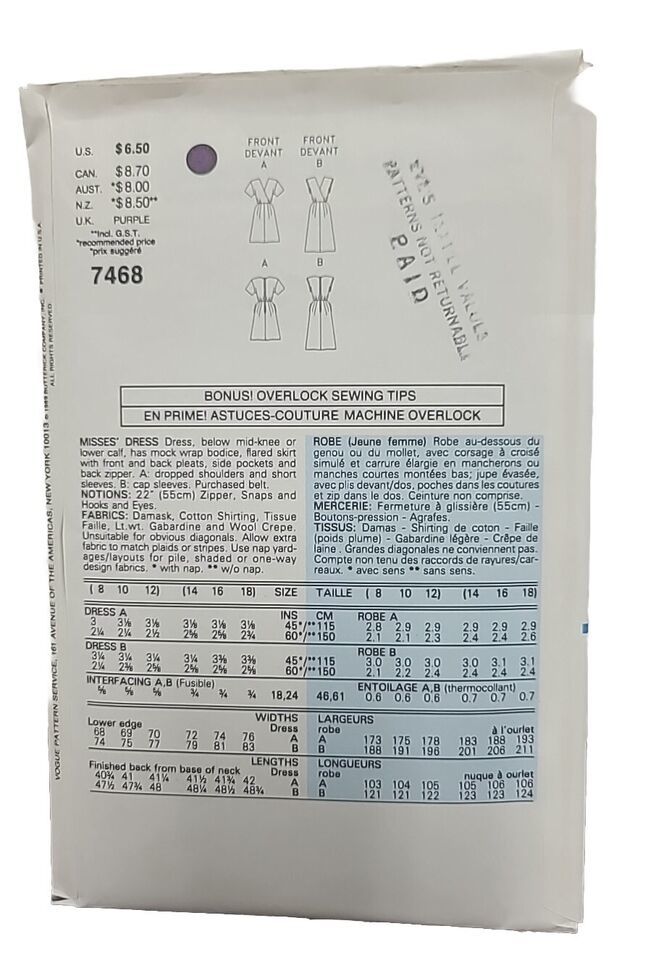 U.S. $6.50
CAN. $8.70
AUST. *$8.00
N.Z. *$8.50**
U.K. PURPLE
**Incl. G.S.T.
*recommended price
*prix suggéré
7468
FRONT FRONT
DEVANT DEVANT
A B
A B
PATTERNS NOT RETURNABLE
PAID
BONUS! OVERLOCK SEWING TIPS
EN PRIME! ASTUCES-COUTURE MACHINE OVERLOCK
MISSES' DRESS Dress, below mid-knee or
lower calf, has mock wrap bodice, flared skirt
with front and back pleats, side pockets and
back zipper. A: dropped shoulders and short
sleeves. B: cap sleeves. Purchased belt.
NOTIONS: 22" (55cm) Zipper, Snaps and
Hooks and Eyes.
FABRICS: Damask, Cotton Shirting, Tissue
Faille, Lt.wt. Gabardine and Wool Crepe.
Unsuitable for obvious diagonals. Allow extra
fabric to match plaids or stripes. Use nap yard-
ages/layouts for pile, shaded or one-way
design fabrics. * with nap. ** w/o nap.
ROBE (Jeune femme) Robe au-dessous du
genou ou du mollet, avec corsage à croisé
simulé et carrure élargie en mancherons ou
manches courtes montées bas; jupe évasée,
avec plis devant/dos, poches dans les coutures
et zip dans le dos. Ceinture non comprise.
MERCERIE: Fermeture à glissière (55cm) -
Boutons-pression - Agrafes.
TISSUS: Damas - Shirting de coton - Faille
(poids plume) - Gabardine légère - Crêpe de
laine. Grandes diagonales ne conviennent pas.
Compte non tenu des raccords de rayures/car-
reaux. * avec sens ** sans sens.
( 8 10 12) (14 16 18) SIZE TAILLE ( 8 10 12) (14 16 18)
DRESS A INS CM ROBE A
3 3⅛ 3⅛ 3⅛ 3⅛ 3⅛ 45*/**115 2.8 2.9 2.9 2.9 2.9 2.9
2¼ 2¼ 2½ 2⅝ 2⅝ 2¾ 60*/**150 2.1 2.1 2.3 2.4 2.4 2.6
DRESS B ROBE B
3¼ 3¼ 3¼ 3¼ 3⅜ 3⅜ 45*/**115 3.0 3.0 3.0 3.0 3.1 3.1
2¼ 2⅜ 2⅝ 2⅝ 2⅝ 2⅝ 60*/**150 2.1 2.2 2.4 2.4 2.4 2.4
INTERFACING A,B (Fusible) ENTOILAGE A,B (thermocollant)
⅝ ⅝ ⅝ ¾ ¾ ¾ 18,24 46,61 0.6 0.6 0.6 0.7 0.7 0.7
WIDTHS LARGEURS
Lower edge Dress robe à l'ourlet
68 69 70 72 74 76 A A 173 175 178 183 188 193
74 75 77 79 81 83 B B 188 191 196 201 206 211
LENGTHS LONGUEURS
Finished back from base of neck Dress robe nuque à ourlet
40¾ 41 41¼ 41½ 41¾ 42 A A 103 104 105 105 106 106
47½ 47¾ 48 48¼ 48½ 48¾ B B 121 121 122 123 123 124
VOGUE PATTERN SERVICE, 161 AVENUE OF THE AMERICAS, NEW YORK 10013 © 1989 BUTTERICK COMPANY, INC. ★ PRINTED IN U.S.A.
ALL RIGHTS RESERVED